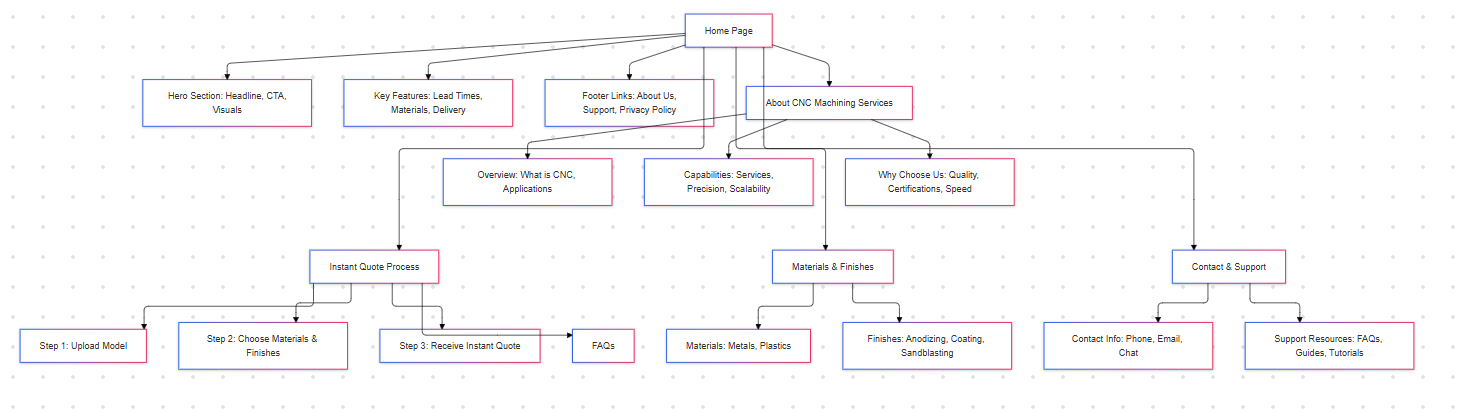 Home Page
Hero Section: Headline, CTA,
Visuals
Key Features: Lead Times,
Materials, Delivery
Footer Links: About Us,
Support, Privacy Policy
About CNC Machining Services
Overview: What is CNC,
Applications
Capabilities: Services,
Precision, Scalability
Why Choose Us: Quality,
Certifications, Speed
Instant Quote Process
Materials & Finishes
Contact & Support
Step 1: Upload Model
Step 2: Choose Materials &
Finishes
Step 3: Receive Instant Quote
FAQs
Materials: Metals, Plastics
Finishes: Anodizing, Coating,
Sandblasting
Contact Info: Phone, Email,
Chat
Support Resources: FAQs,
Guides, Tutorials